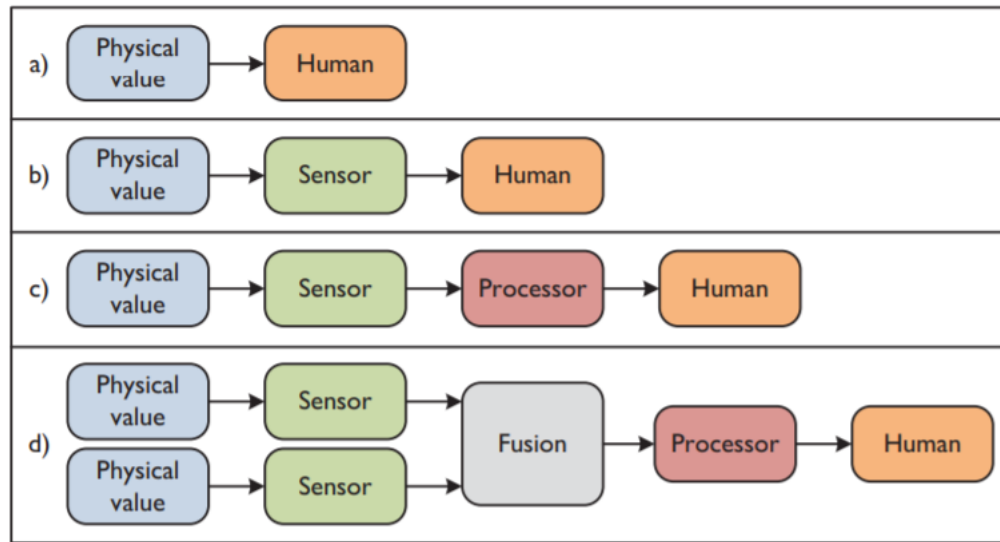 a) Physical value Human
b) Physical value Sensor Human
c) Physical value Sensor Processor Human
d) Physical value Sensor
Fusion Processor Human
Physical value Sensor